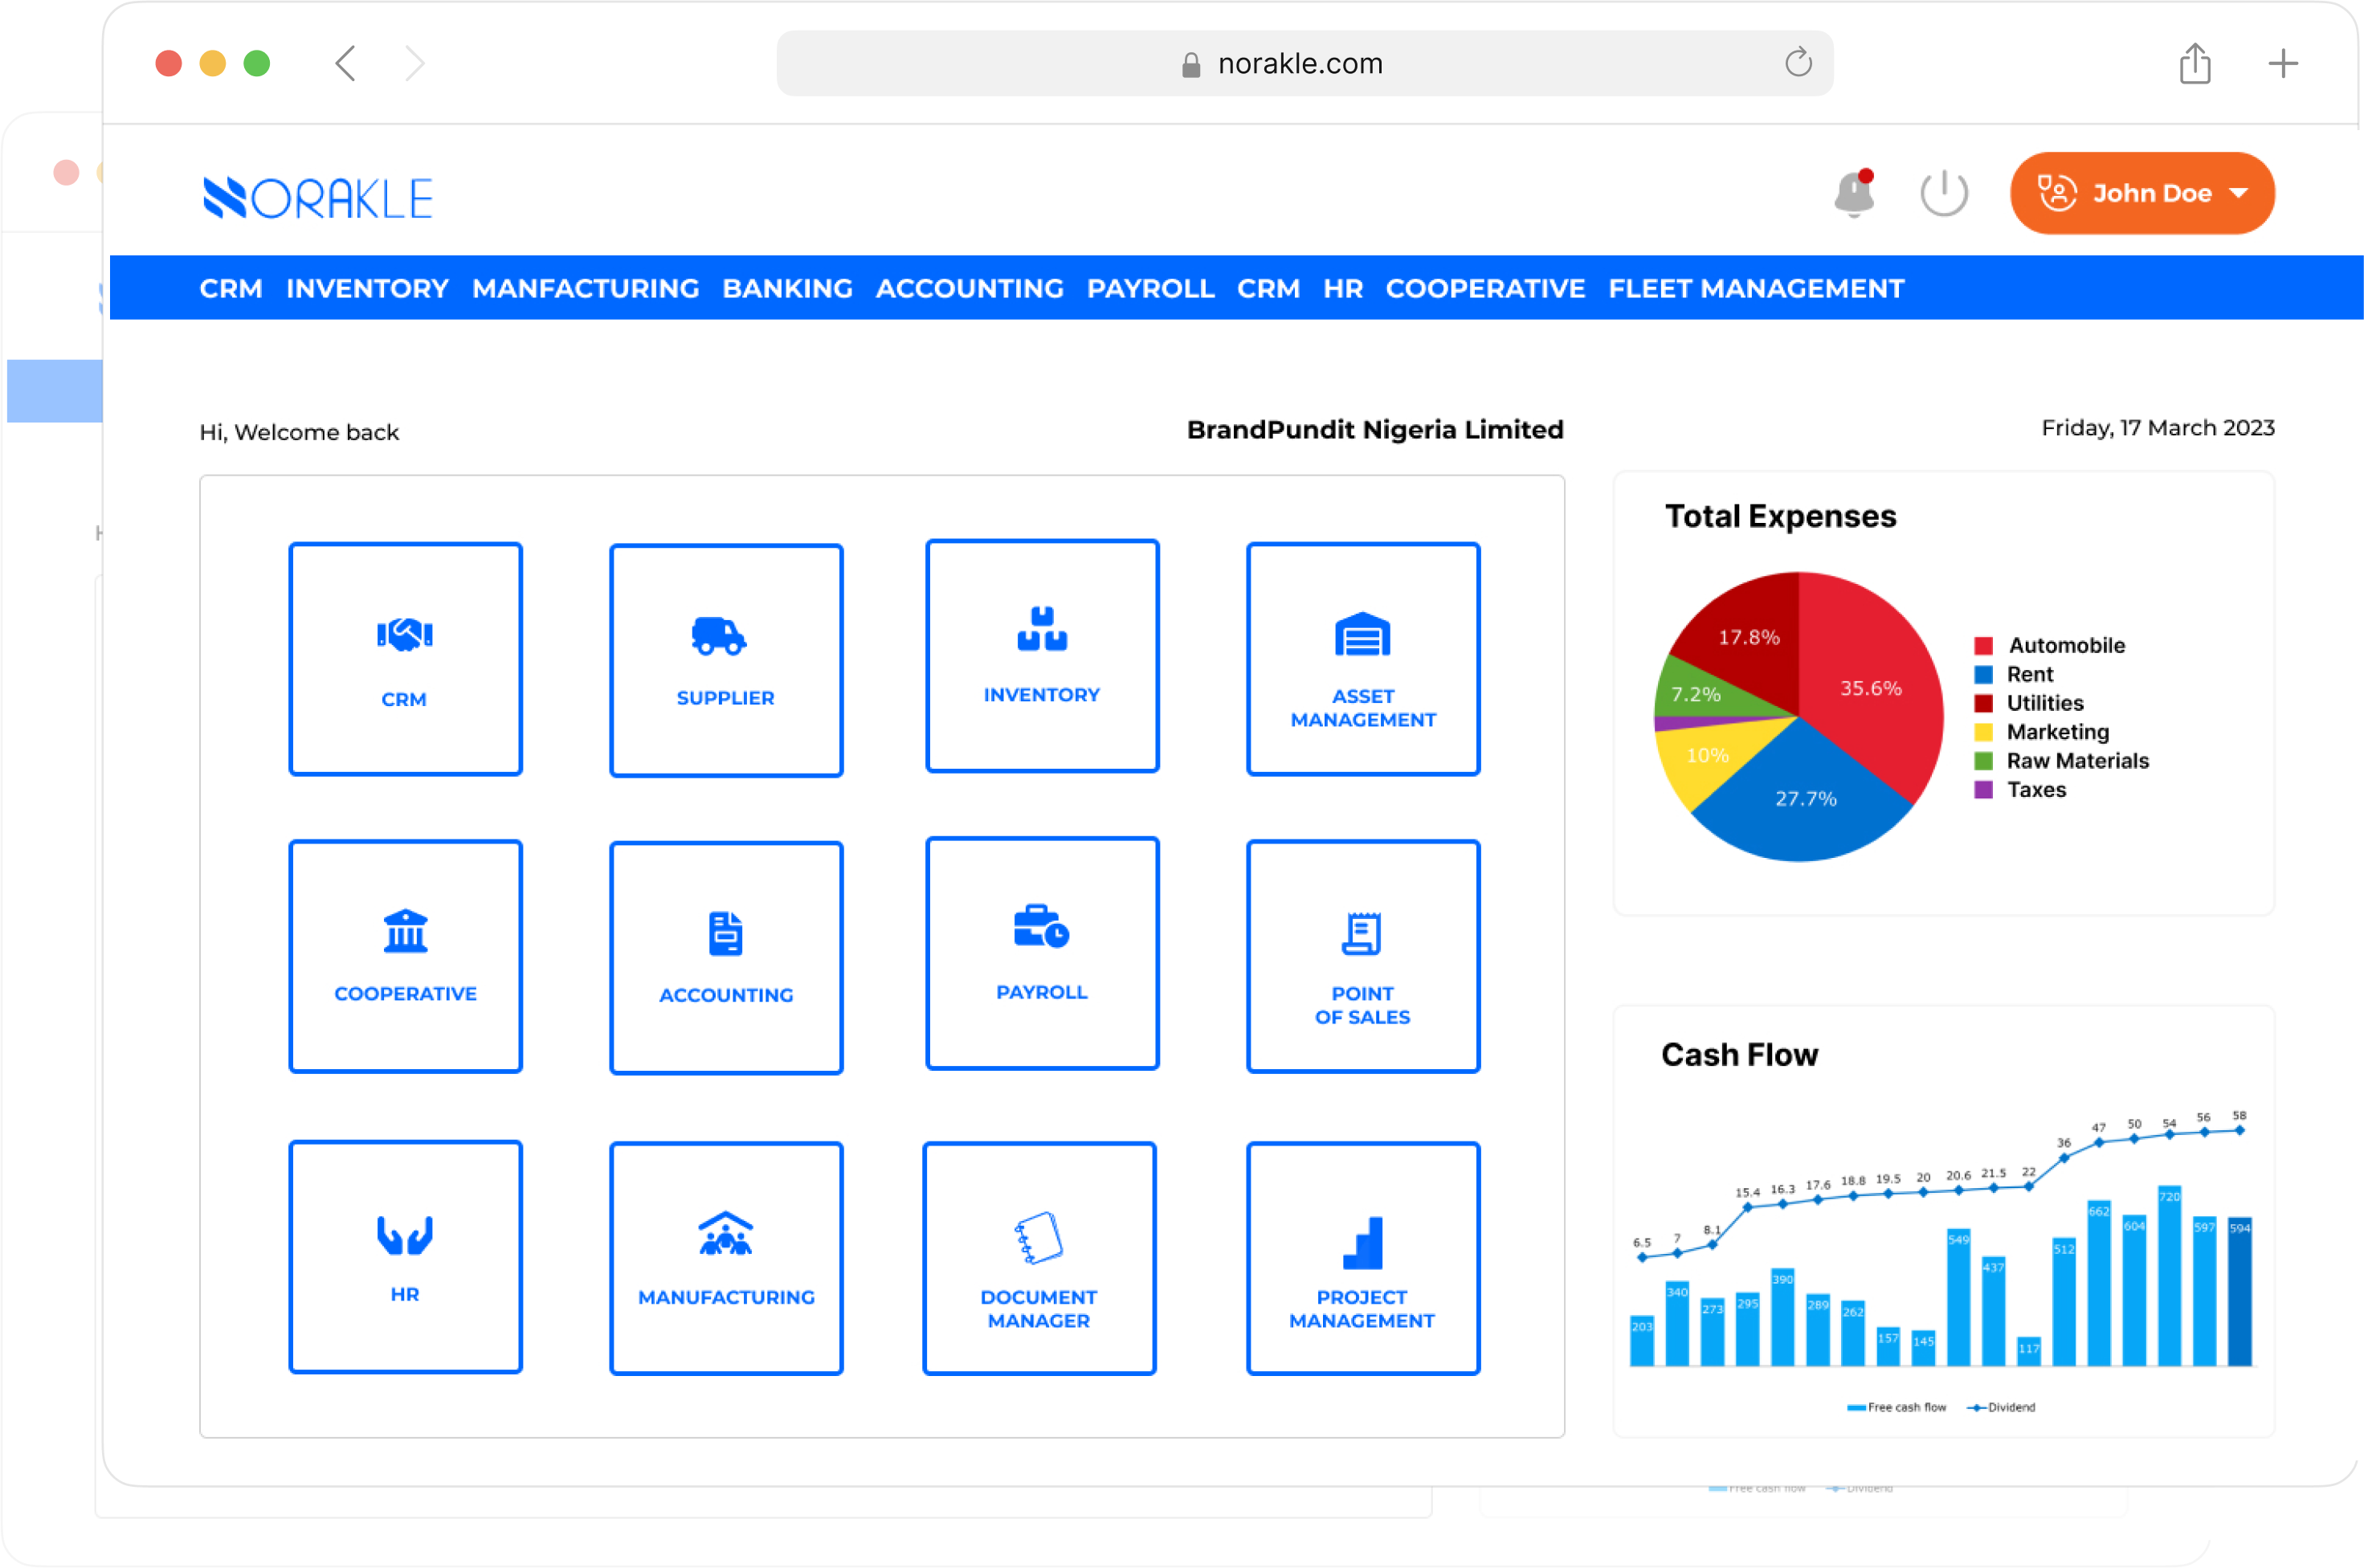 norakle.com
NORAKLE
John Doe
CRM INVENTORY MANFACTURING BANKING ACCOUNTING PAYROLL CRM HR COOPERATIVE FLEET MANAGEMENT
Hi, Welcome back
BrandPundit Nigeria Limited
Friday, 17 March 2023
CRM
SUPPLIER
INVENTORY
ASSET
MANAGEMENT
COOPERATIVE
ACCOUNTING
PAYROLL
POINT
OF SALES
HR
MANUFACTURING
DOCUMENT
MANAGER
PROJECT
MANAGEMENT
Total Expenses
17.8%
35.6%
7.2%
10%
27.7%
Automobile
Rent
Utilities
Marketing
Raw Materials
Taxes
Cash Flow
6.5 7 8.1 15.4 16.3 17.6 18.8 19.5 20 20.6 21.5 22 36 47 50 54 56 58
203 340 273 295 390 289 262 157 145 549 437 117 512 662 604 720 597 594
Free cash flow Dividend
Free cash flow Dividend